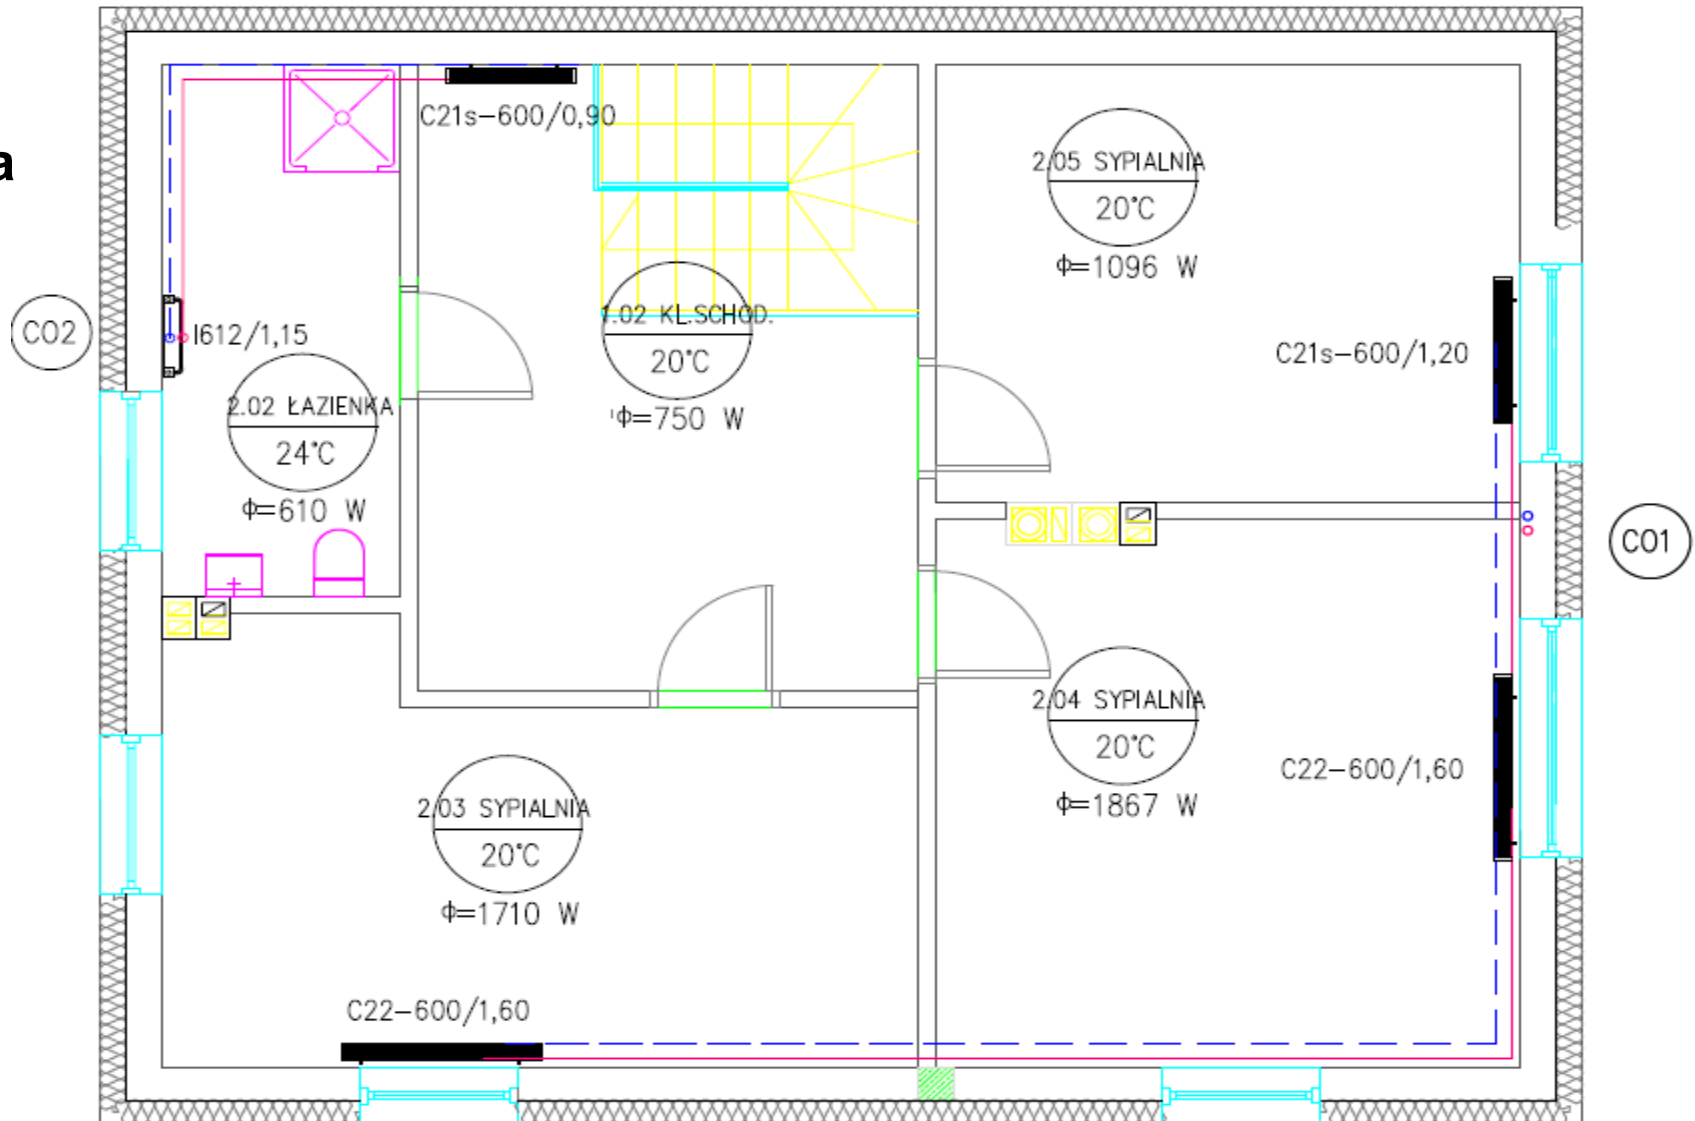 a
C21s-600/0,90
2.05 SYPIALNIA
20°C
ϕ=1096 W
CO2
I612/1,15
1.02 KL.SCHOD.
20°C
ϕ=750 W
C21s-600/1,20
2.02 ŁAZIENKA
24°C
ϕ=610 W
CO1
2.04 SYPIALNIA
20°C
ϕ=1867 W
C22-600/1,60
2.03 SYPIALNIA
20°C
ϕ=1710 W
C22-600/1,60